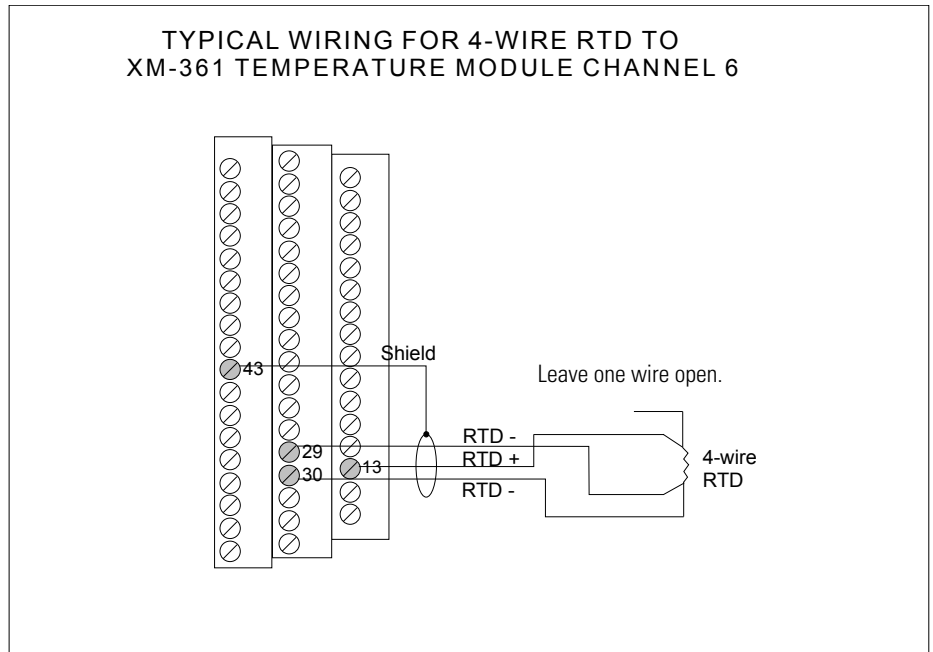 TYPICAL WIRING FOR 4-WIRE RTD TO
XM-361 TEMPERATURE MODULE CHANNEL 6
Shield
43
Leave one wire open.
RTD -
29
RTD +
13
30
RTD -
4-wire
RTD